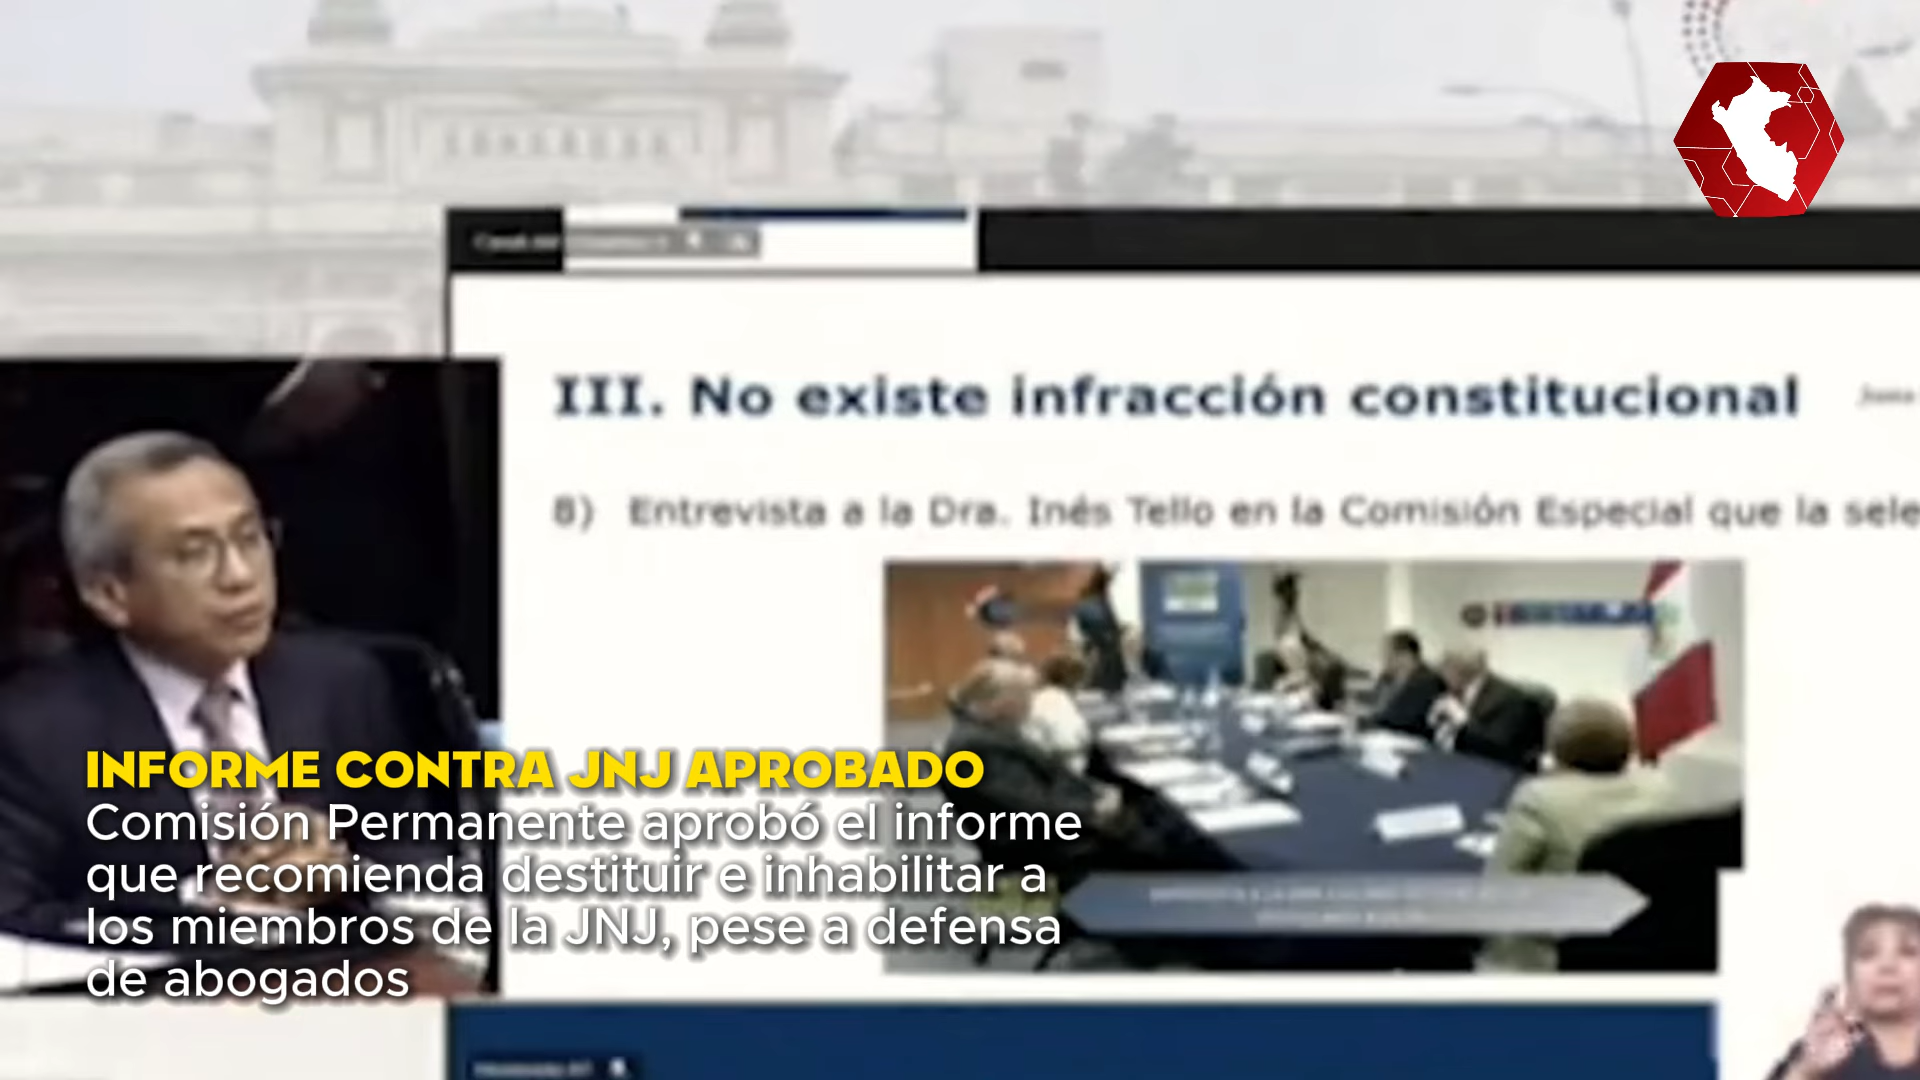 III. No existe infracción constitucional
8) Entrevista a la Dra. Inés Tello en la Comisión Especial que la sele
INFORME CONTRA JNJ APROBADO
Comisión Permanente aprobó el informe
que recomienda destituir e inhabilitar a
los miembros de la JNJ, pese a defensa
de abogados